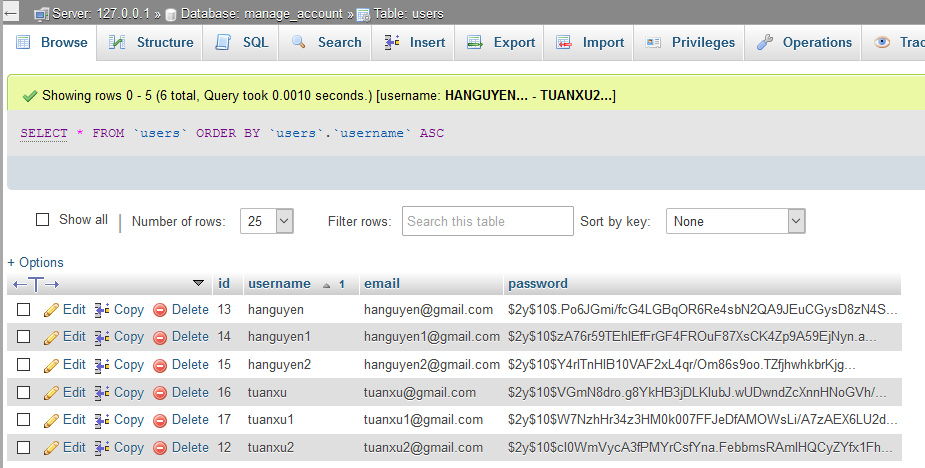 Server: 127.0.0.1 » Database: manage_account » Table: users
Browse Structure SQL Search Insert Export Import Privileges Operations Trac
Showing rows 0 - 5 (6 total, Query took 0.0010 seconds.) [username: HANGUYEN... - TUANXU2...]
SELECT * FROM `users` ORDER BY `users`.`username` ASC
Show all Number of rows: 25 Filter rows: Search this table Sort by key: None
+ Options
id username 1 email password
Edit Copy Delete 13 hanguyen hanguyen@gmail.com $2y$10$.Po6JGmi/fcG4LGBqOR6Re4sbN2QA9JEuCGysD8zN4S...
Edit Copy Delete 14 hanguyen1 hanguyen1@gmail.com $2y$10$zA76r59TEhlEfFrGF4FROuF87XsCK4Zp9A59EjNyn.a...
Edit Copy Delete 15 hanguyen2 hanguyen2@gmail.com $2y$10$Y4rlTnHlB10VAF2xL4qr/Om86s9oo.TZfjhwhkbrKjg...
Edit Copy Delete 16 tuanxu tuanxu@gmail.com $2y$10$VGmN8dro.g8YkHB3jDLKlubJ.wUDwndZcXnnHNoGVh/...
Edit Copy Delete 17 tuanxu1 tuanxu1@gmail.com $2y$10$W7NzhHr34z3HM0k007FFJeDfAMOWsLi/A7zAEX6LU2d...
Edit Copy Delete 12 tuanxu2 tuanxu2@gmail.com $2y$10$cl0WmVycA3fPMYrCsfYna.FebbmsRAmlHQCyZYfx1Fh...